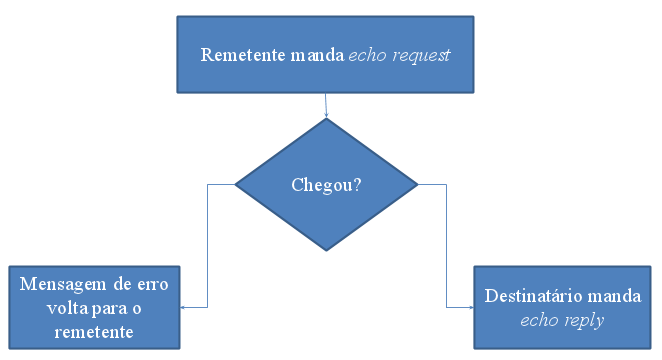 Remetente manda echo request
Chegou?
Mensagem de erro
volta para o
remetente
Destinatário manda
echo reply